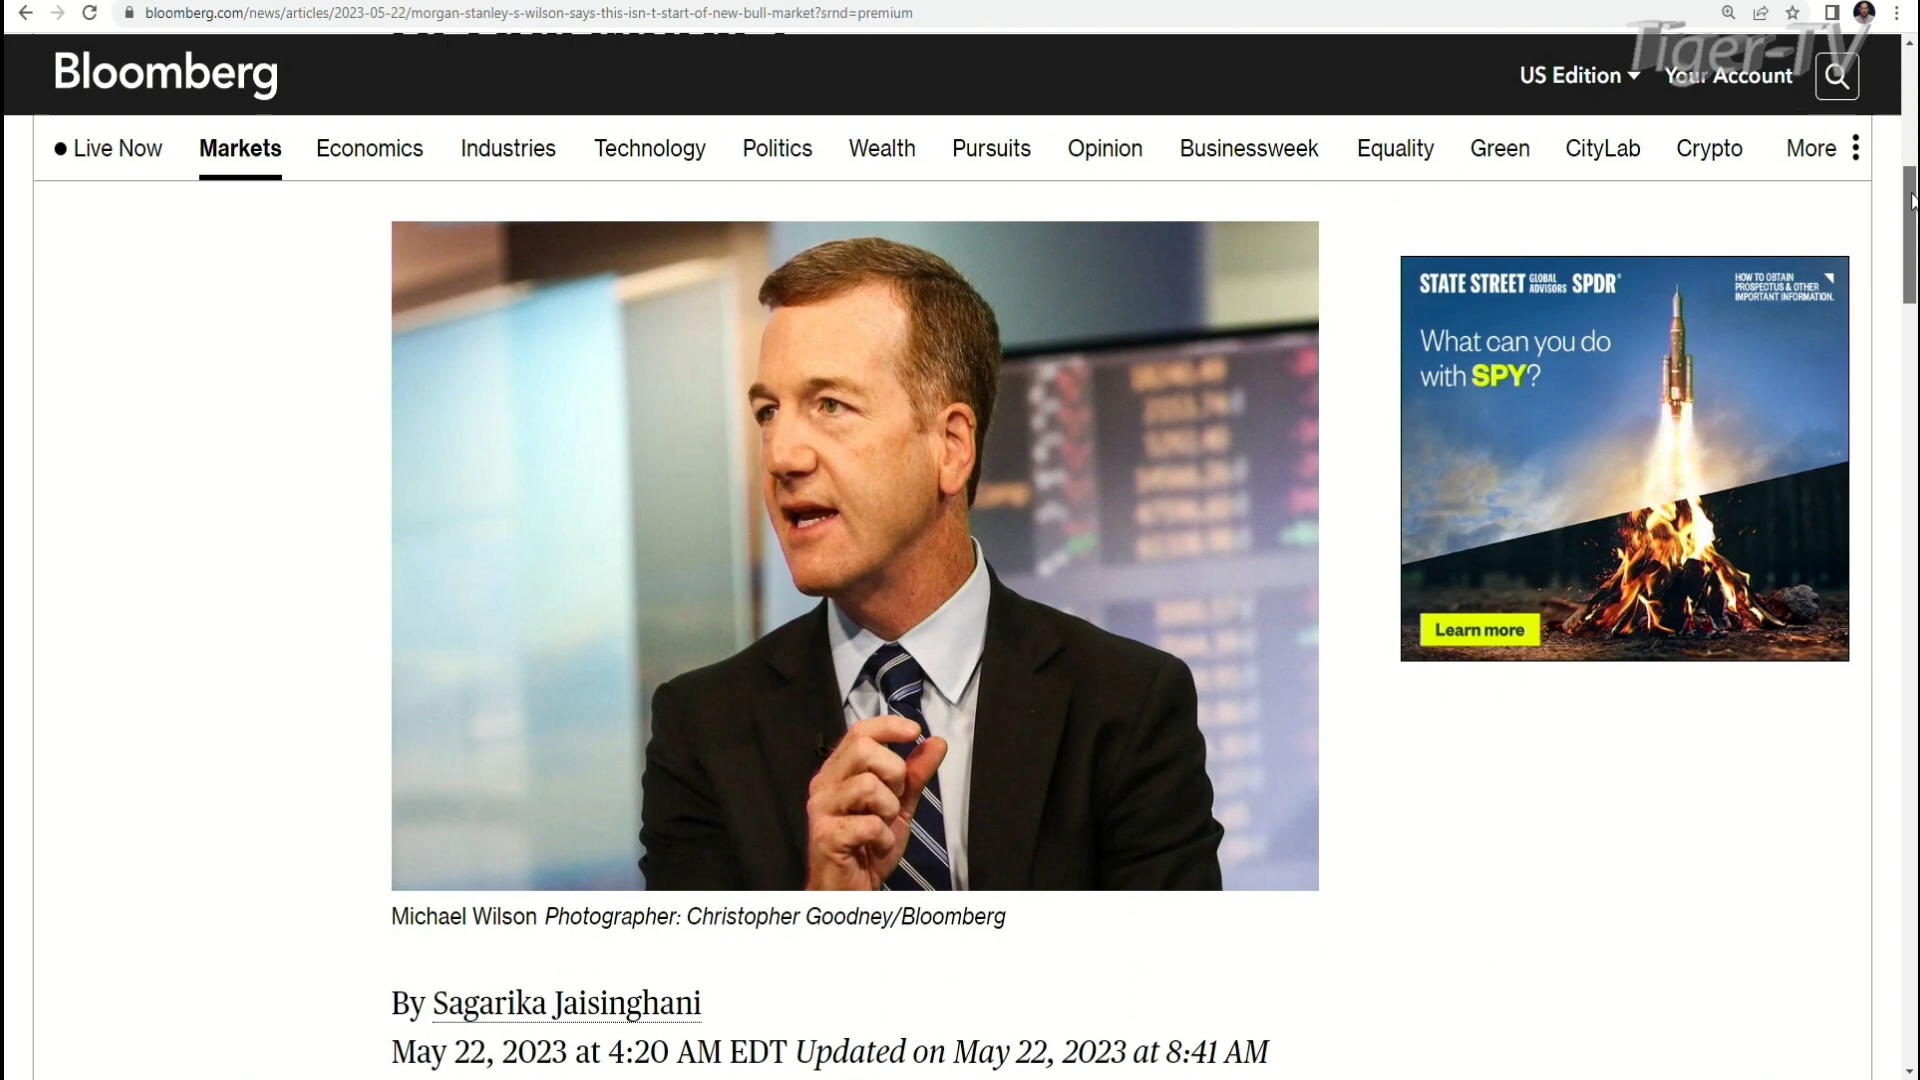 bloomberg.com/news/articles/2023-05-22/morgan-stanley-s-wilson-says-this-isn-t-start-of-new-bull-market?srnd=premium
Tiger-TV
Bloomberg
US Edition
Your Account
Live Now Markets Economics Industries Technology Politics Wealth Pursuits Opinion Businessweek Equality Green CityLab Crypto More
STATE STREET GLOBAL ADVISORS SPDR®
HOW TO OBTAIN
PROSPECTUS & OTHER
IMPORTANT INFORMATION.
What can you do
with SPY?
Learn more
Michael Wilson Photographer: Christopher Goodney/Bloomberg
By Sagarika Jaisinghani
May 22, 2023 at 4:20 AM EDT Updated on May 22, 2023 at 8:41 AM